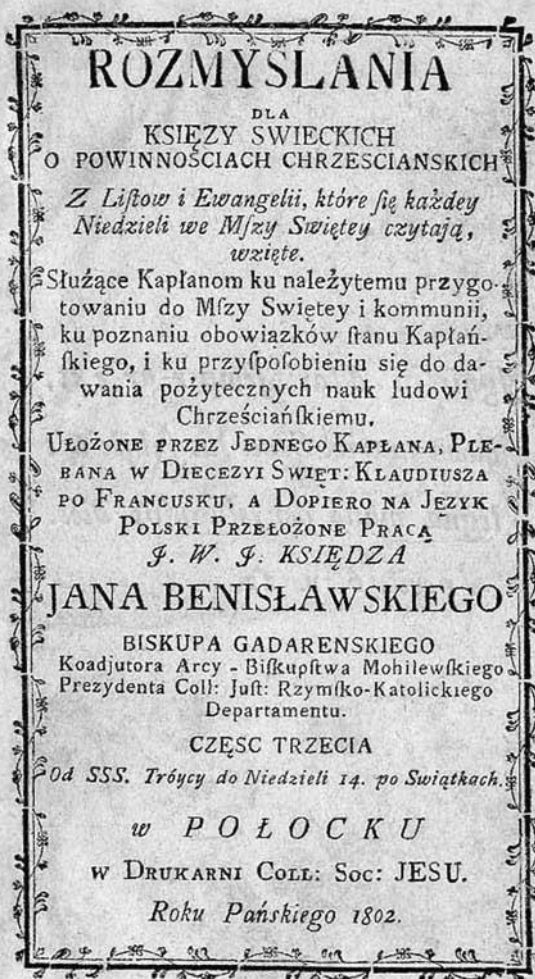 ROZMYSLANIA
DLA
KSIĘZY SWIECKICH
O POWINNOŚCIACH CHRZESCIANSKICH
Z Liſtow i Ewangelii, które ſię każdey
Niedzieli we Mſzy Swiętey czytają,
wzięte.
Służące Kapłanom ku należytemu przygo-
towaniu do Mſzy Swiętey i kommunii,
ku poznaniu obowiązków ſtanu Kapłań-
ſkiego, i ku przyſpoſobieniu się do da-
wania pożytecznych nauk ludowi
Chrześciańſkiemu.
UŁOŻONE PRZEZ JEDNEGO KAPŁANA, PLE-
BANA W DIECEZYI SWIĘT: KLAUDIUSZA
PO FRANCUSKU, A DOPIERO NA JĘZYK
POLSKI PRZEŁOŻONE PRACĄ
J. W. J. KSIĘDZA
JANA BENISŁAWSKIEGO
BISKUPA GADARENSKIEGO
Koadjutora Arcy - Biſkupſtwa Mohilewſkiego
Prezydenta Coll: Juſt: Rzymſko-Katolickiego
Departamentu.
CZĘSC TRZECIA
Od SSS. Tróycy do Niedzieli 14. po Swiątkach.
w POŁOCKU
W DRUKARNI COLL: SOC: JESU.
Roku Pańskiego 1802.